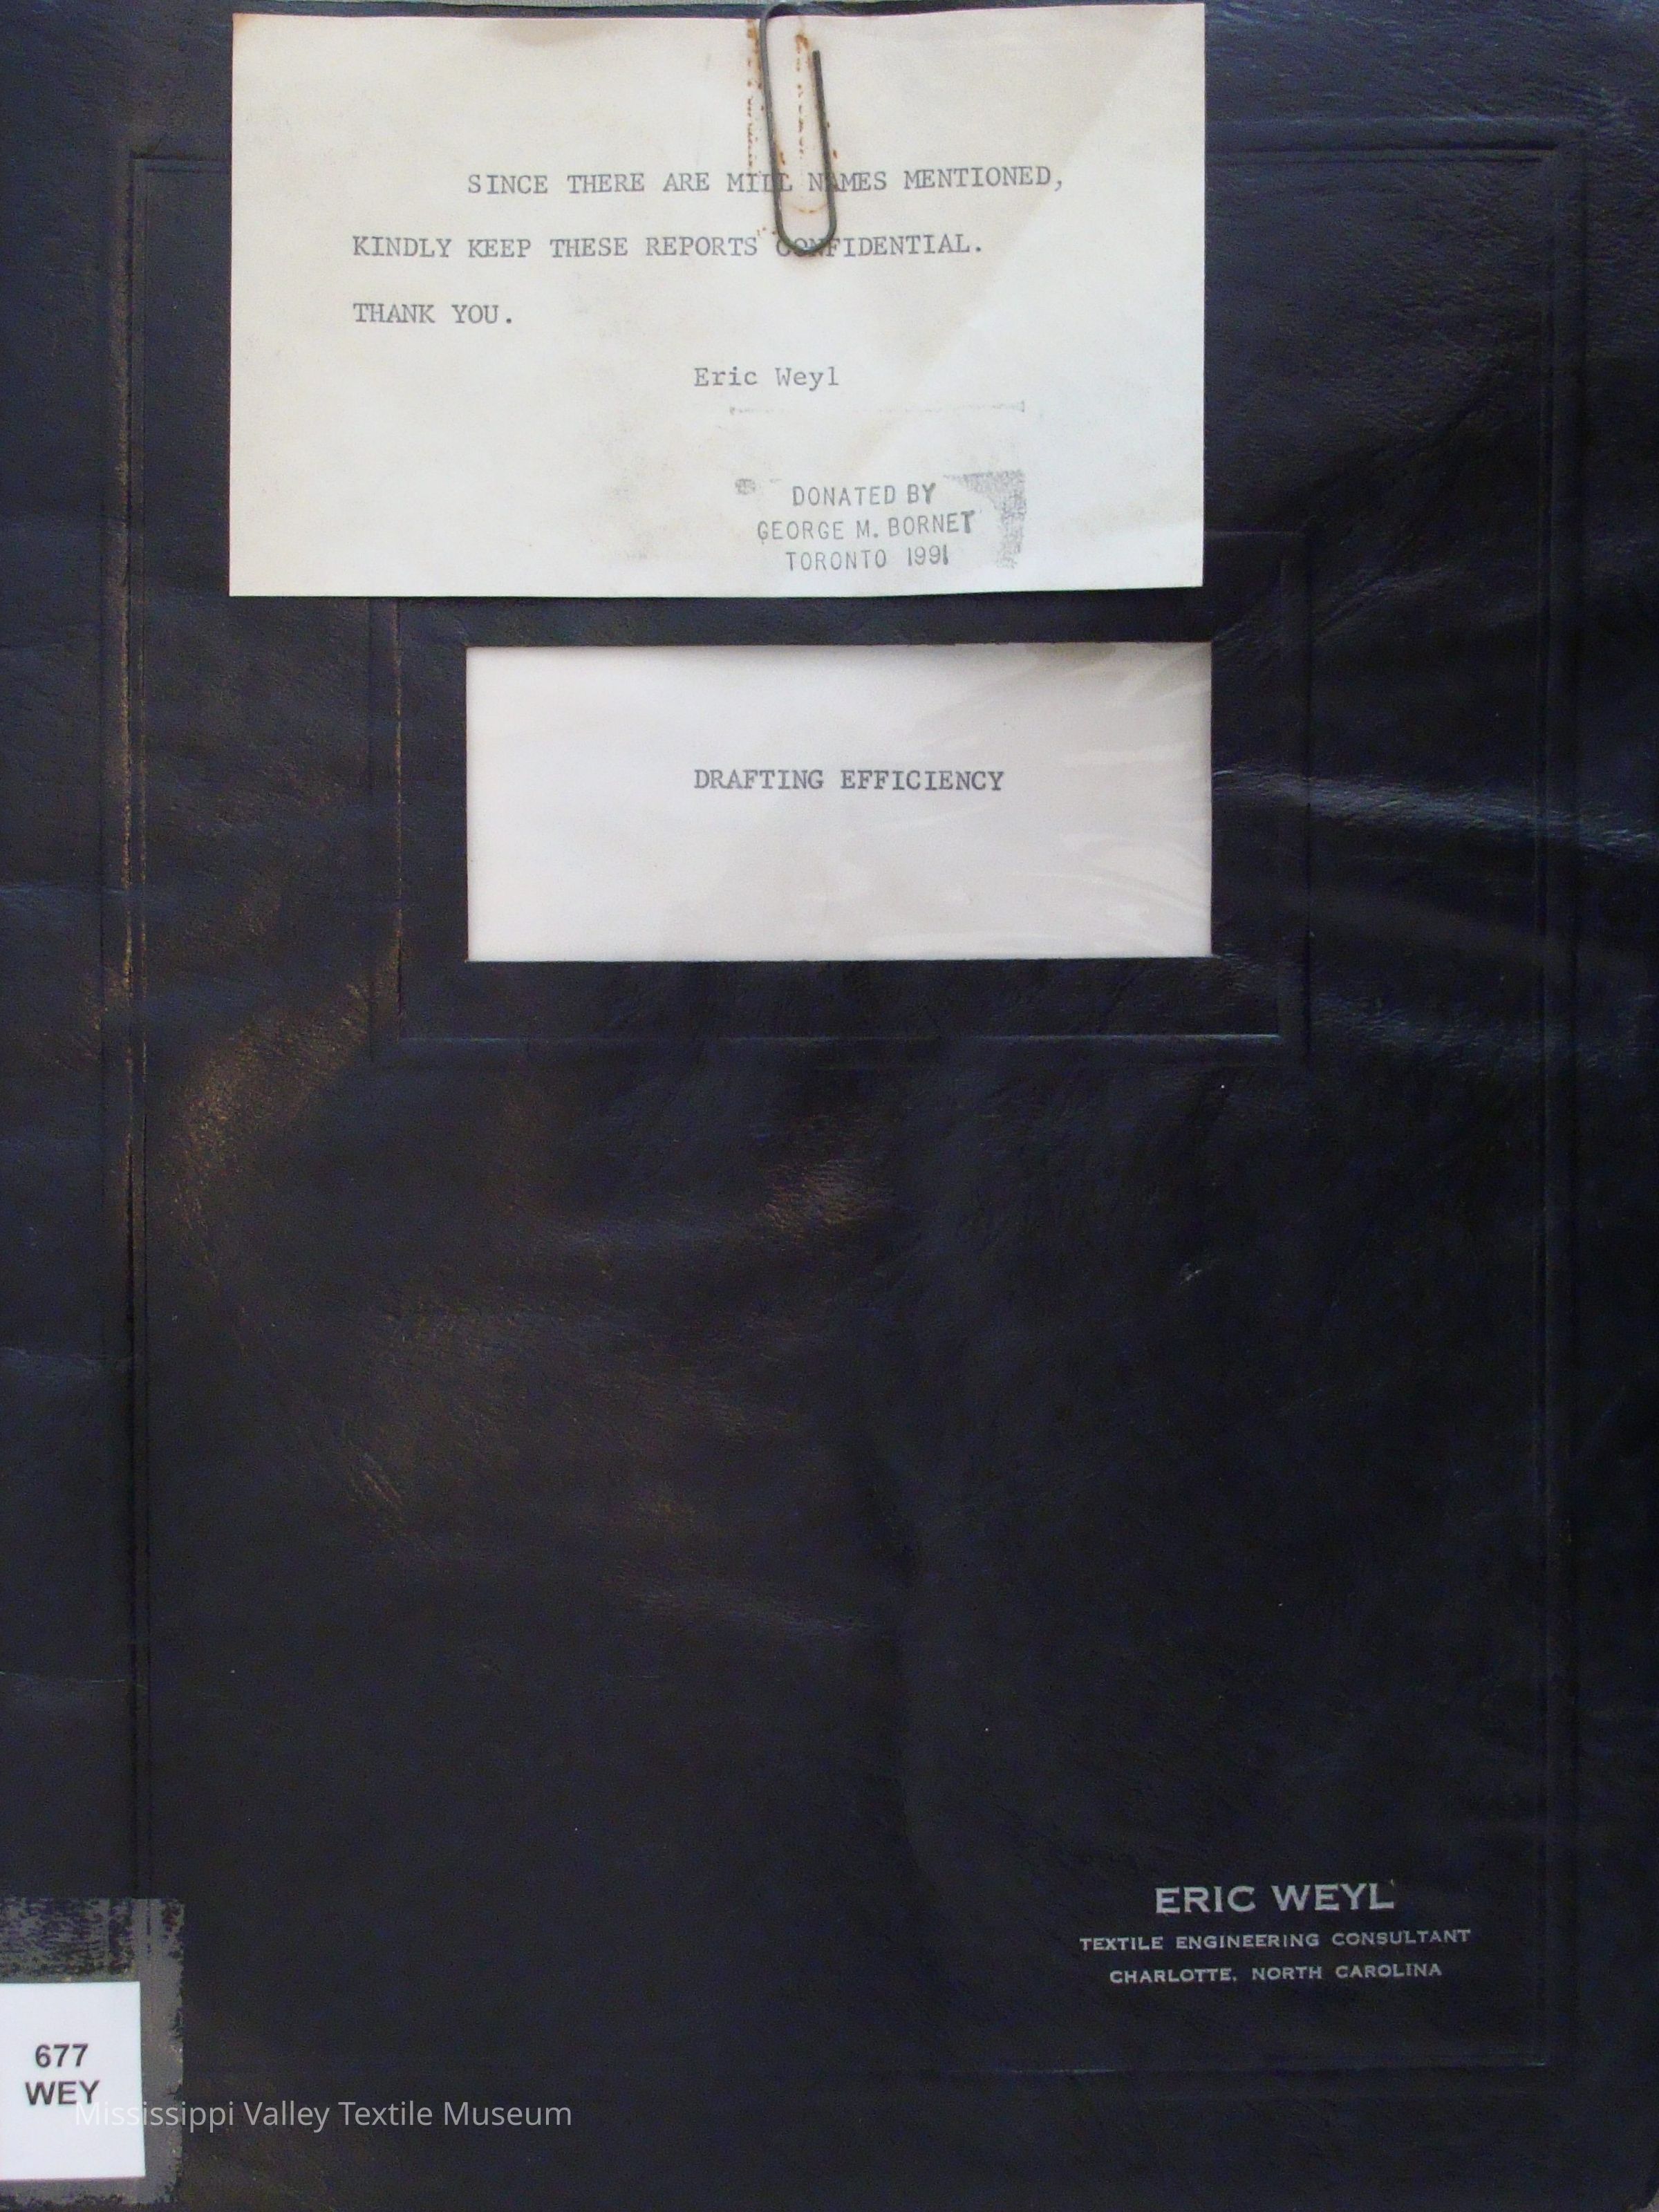 SINCE THERE ARE MILL NAMES MENTIONED,
KINDLY KEEP THESE REPORTS CONFIDENTIAL.
THANK YOU.
Eric Weyl
DONATED BY
GEORGE M. BORNET
TORONTO 1991
DRAFTING EFFICIENCY
ERIC WEYL
TEXTILE ENGINEERING CONSULTANT
CHARLOTTE, NORTH CAROLINA
677
WEY
Mississippi Valley Textile Museum